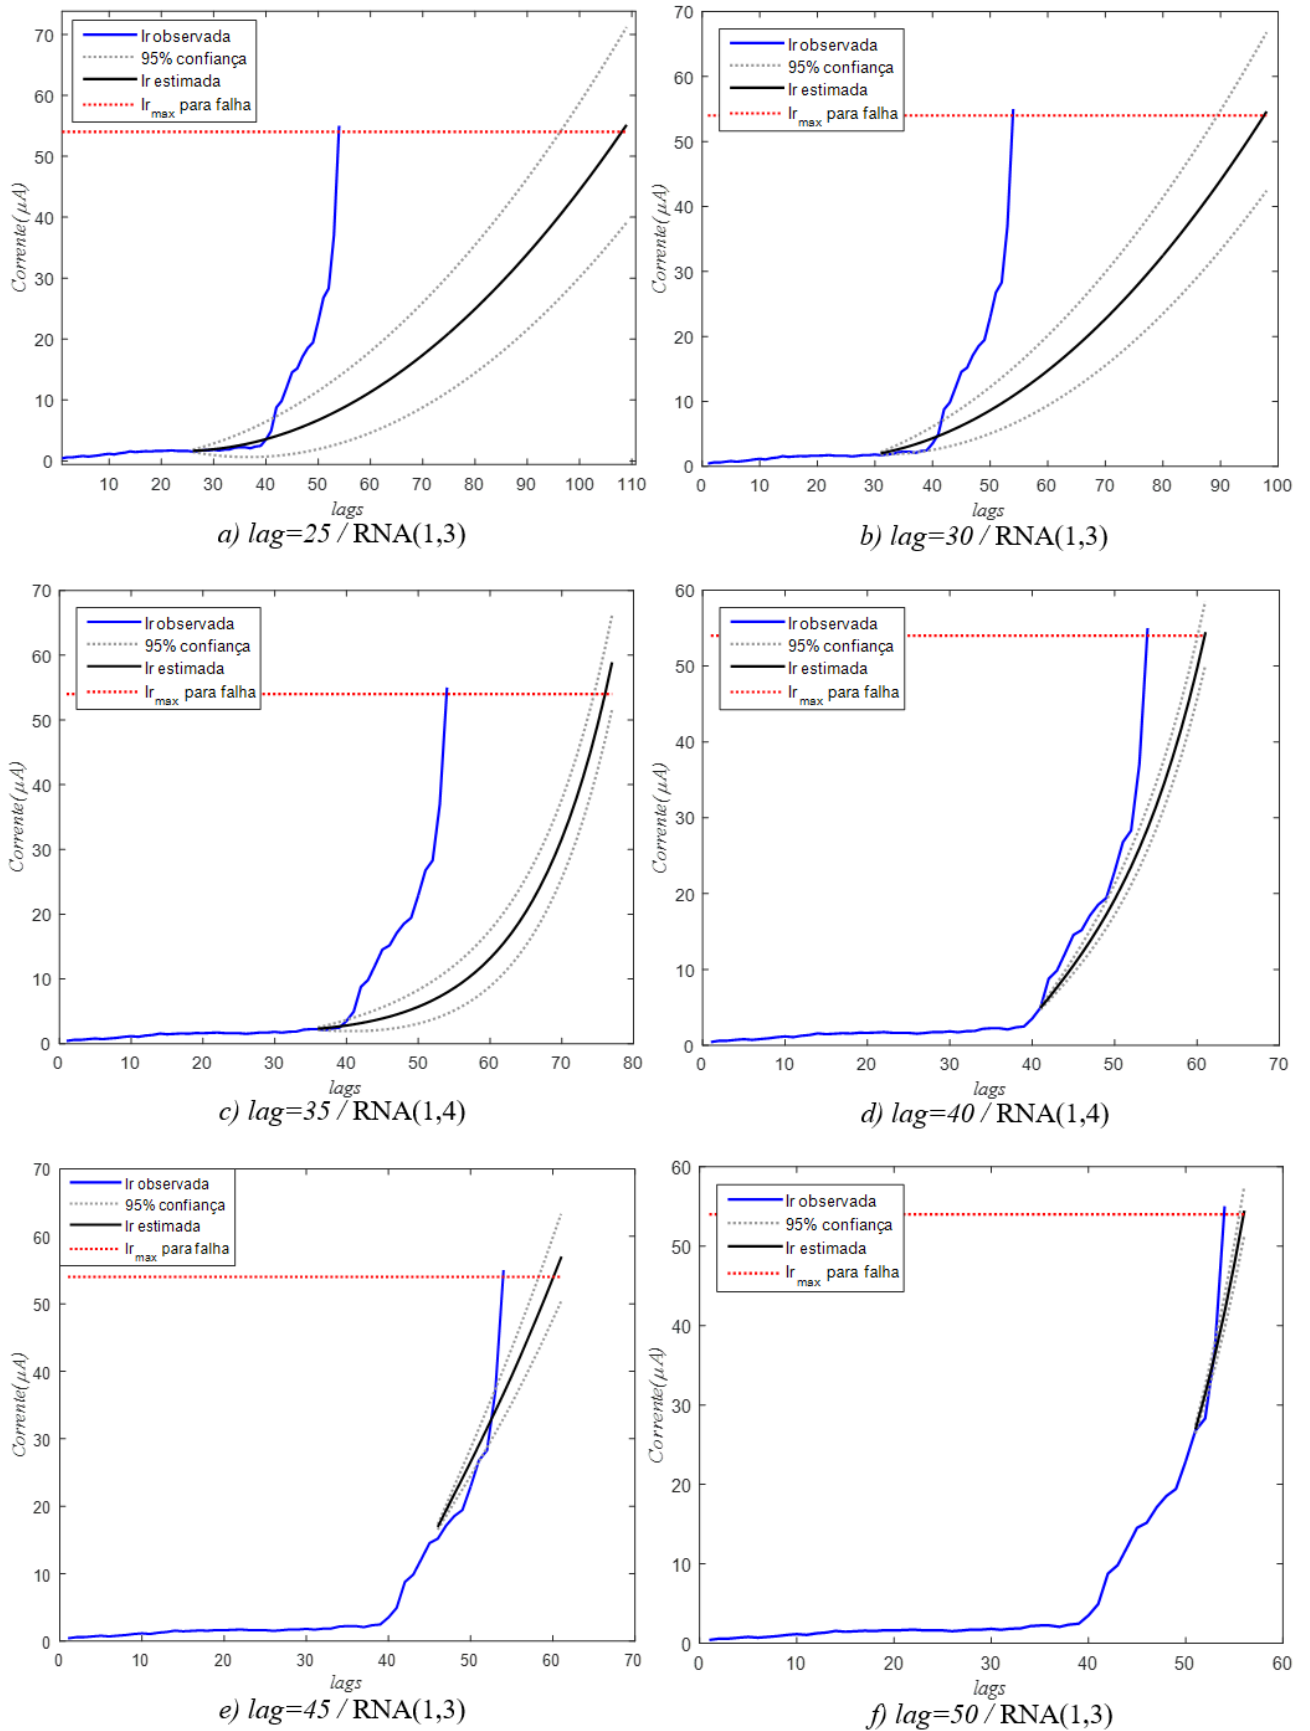 70
60
50
40
30
20
10
0
Corrente(μA)
Ir observada
95% confiança
Ir estimada
Ir max para falha
10 20 30 40 50 60 70 80 90 100 110
lags
a) lag=25 / RNA(1,3)
70
60
50
40
30
20
10
0
Corrente(μA)
Ir observada
95% confiança
Ir estimada
Ir max para falha
0 10 20 30 40 50 60 70 80 90 100
lags
b) lag=30 / RNA(1,3)
70
60
50
40
30
20
10
0
Corrente(μA)
Ir observada
95% confiança
Ir estimada
Ir max para falha
0 10 20 30 40 50 60 70 80
lags
c) lag=35 / RNA(1,4)
60
50
40
30
20
10
0
Corrente(μA)
Ir observada
95% confiança
Ir estimada
Ir max para falha
0 10 20 30 40 50 60 70
lags
d) lag=40 / RNA(1,4)
70
60
50
40
30
20
10
0
Corrente(μA)
Ir observada
95% confiança
Ir estimada
Ir max para falha
0 10 20 30 40 50 60 70
lags
e) lag=45 / RNA(1,3)
60
50
40
30
20
10
0
Corrente(μA)
Ir observada
95% confiança
Ir estimada
Ir max para falha
0 10 20 30 40 50 60
lags
f) lag=50 / RNA(1,3)